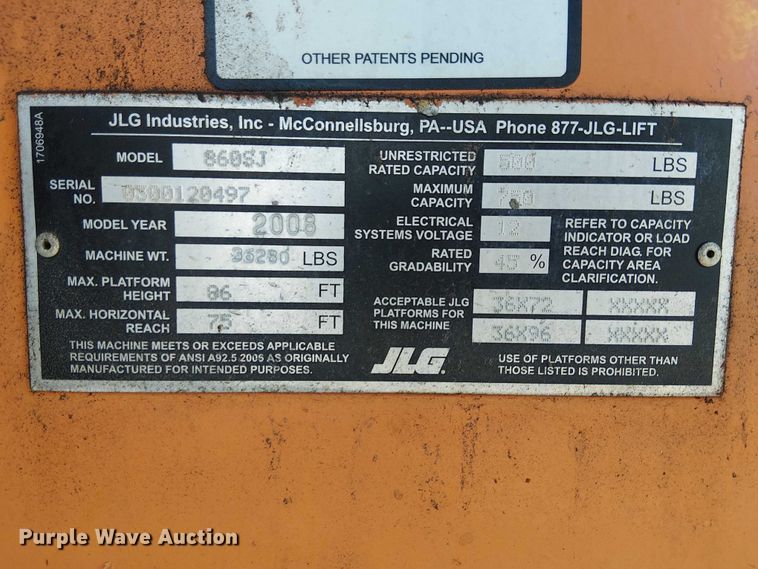 OTHER PATENTS PENDING
1706948A
JLG Industries, Inc - McConnellsburg, PA--USA Phone 877-JLG-LIFT
MODEL 860SJ
SERIAL NO. 0300120497
MODEL YEAR 2008
MACHINE WT. 35280 LBS
MAX. PLATFORM HEIGHT 86 FT
MAX. HORIZONTAL REACH 75 FT
THIS MACHINE MEETS OR EXCEEDS APPLICABLE
REQUIREMENTS OF ANSI A92.5 2006 AS ORIGINALLY
MANUFACTURED FOR INTENDED PURPOSES.
UNRESTRICTED RATED CAPACITY 500 LBS
MAXIMUM CAPACITY 750 LBS
ELECTRICAL SYSTEMS VOLTAGE 12
RATED GRADABILITY 45 %
REFER TO CAPACITY
INDICATOR OR LOAD
REACH DIAG. FOR
CAPACITY AREA
CLARIFICATION.
ACCEPTABLE JLG
PLATFORMS FOR
THIS MACHINE
36X72 XXXXX
36X96 XXXXX
JLG.
USE OF PLATFORMS OTHER THAN
THOSE LISTED IS PROHIBITED.
Purple Wave Auction